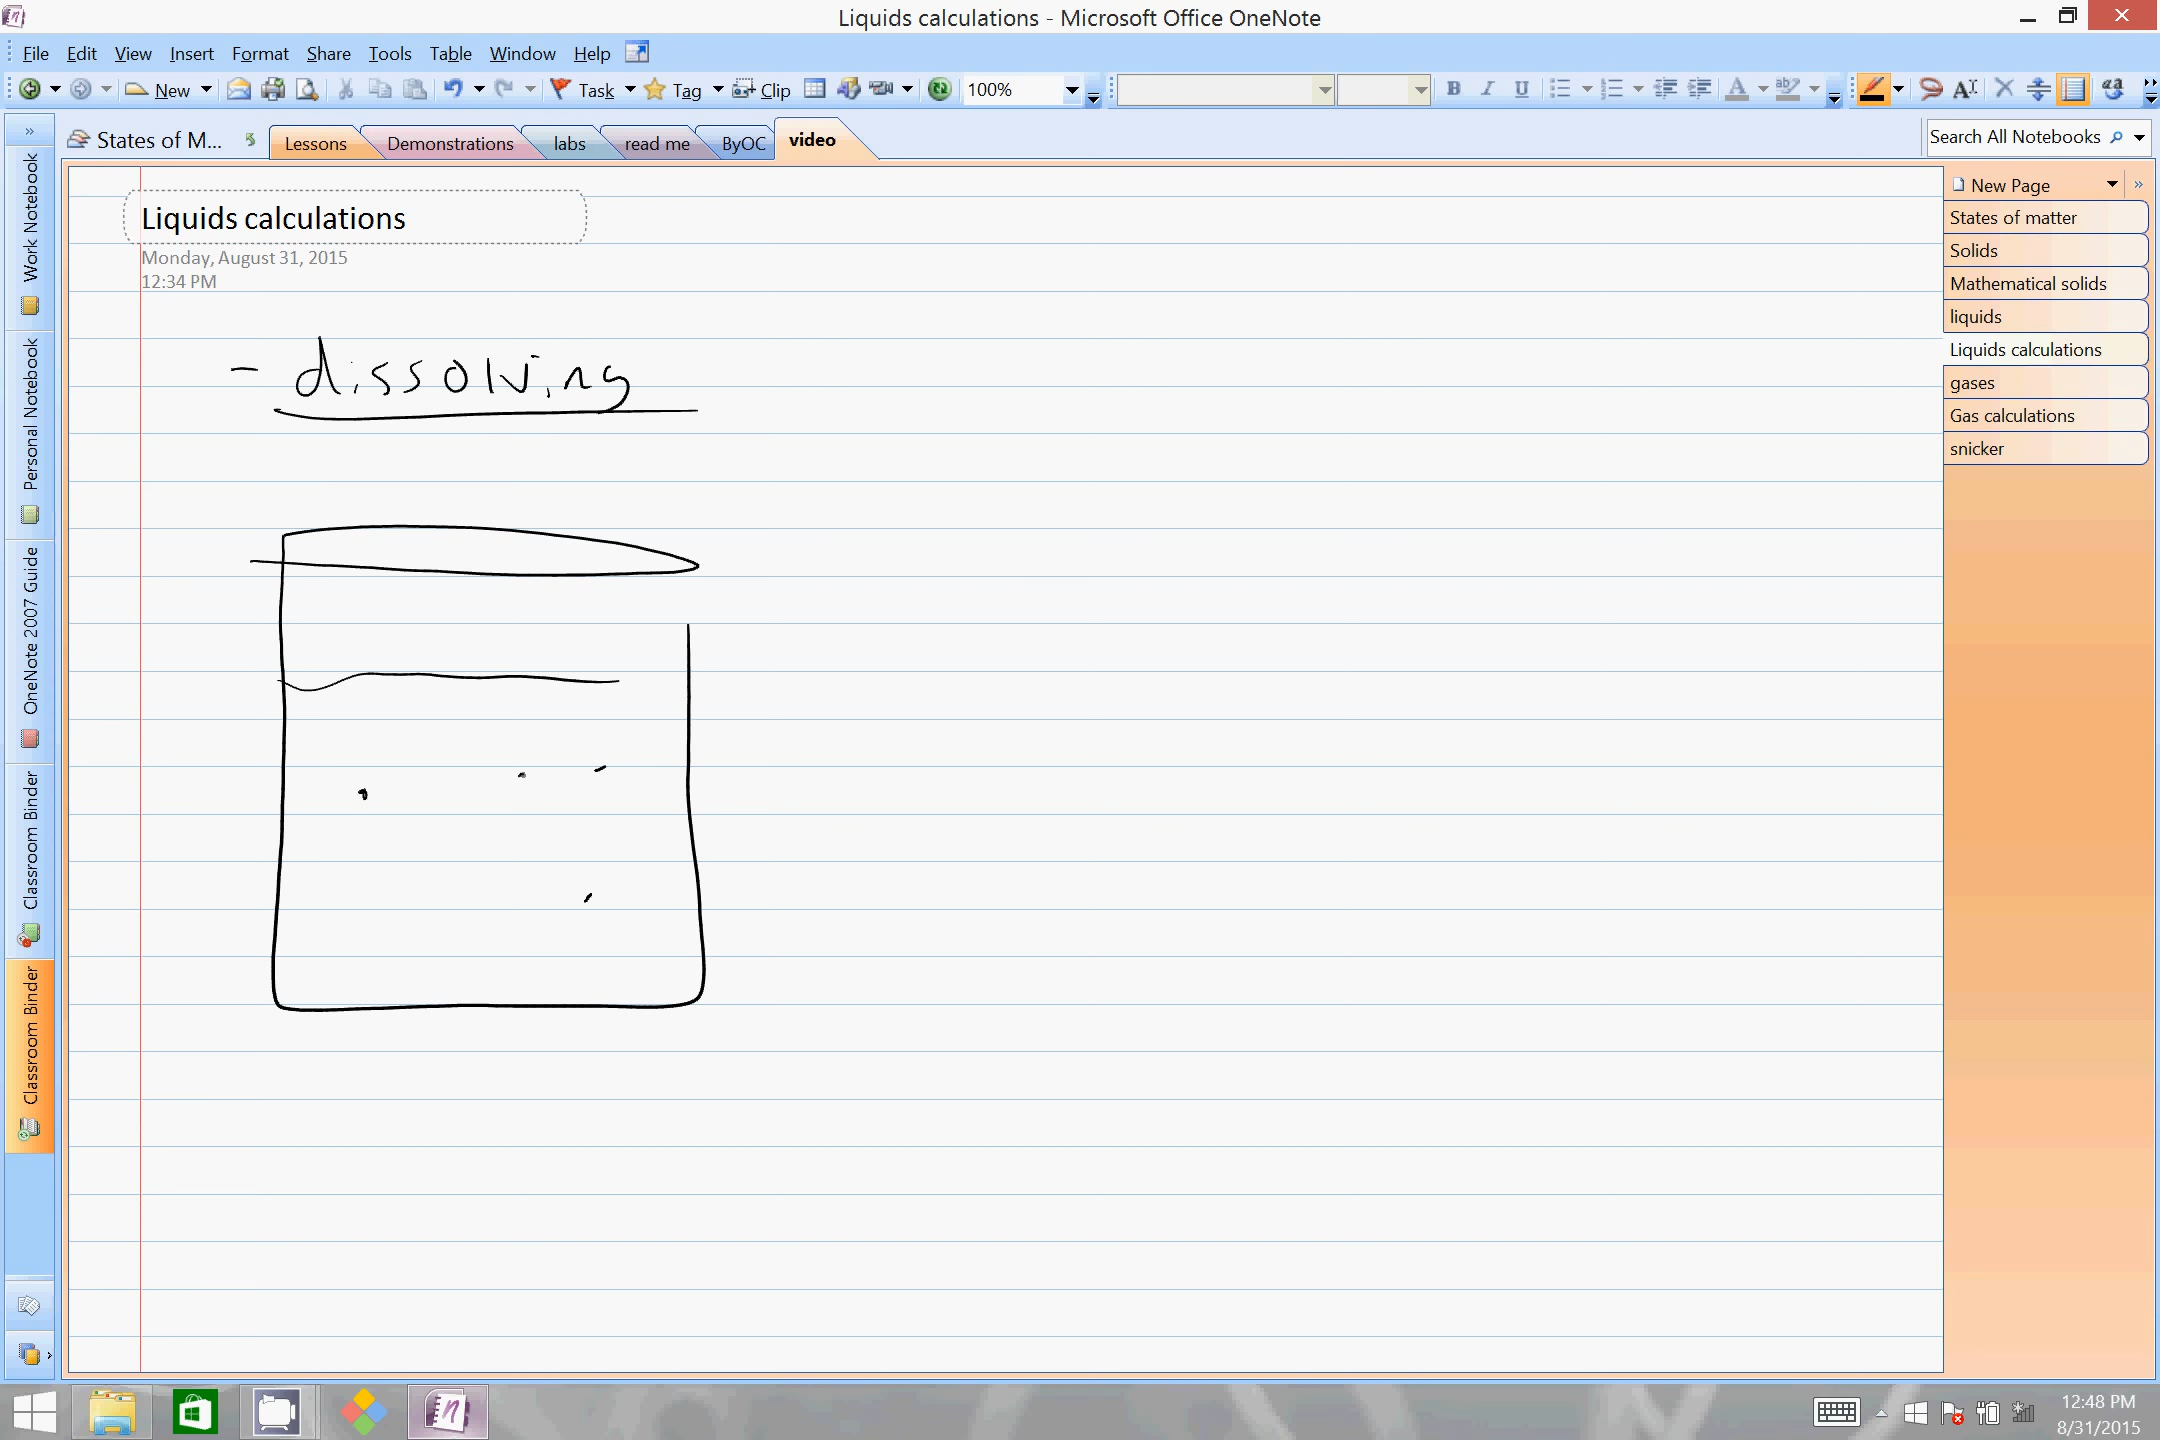 Liquids calculations - Microsoft Office OneNote
File Edit View Insert Format Share Tools Table Window Help
New Task Tag Clip 100% B I U A ab
States of M... Lessons Demonstrations labs read me ByOC video Search All Notebooks
Work Notebook
Personal Notebook
OneNote 2007 Guide
Classroom Binder
Classroom Binder
Liquids calculations
Monday, August 31, 2015
12:34 PM
- dissolving
New Page
States of matter
Solids
Mathematical solids
liquids
Liquids calculations
gases
Gas calculations
snicker
12:48 PM
8/31/2015